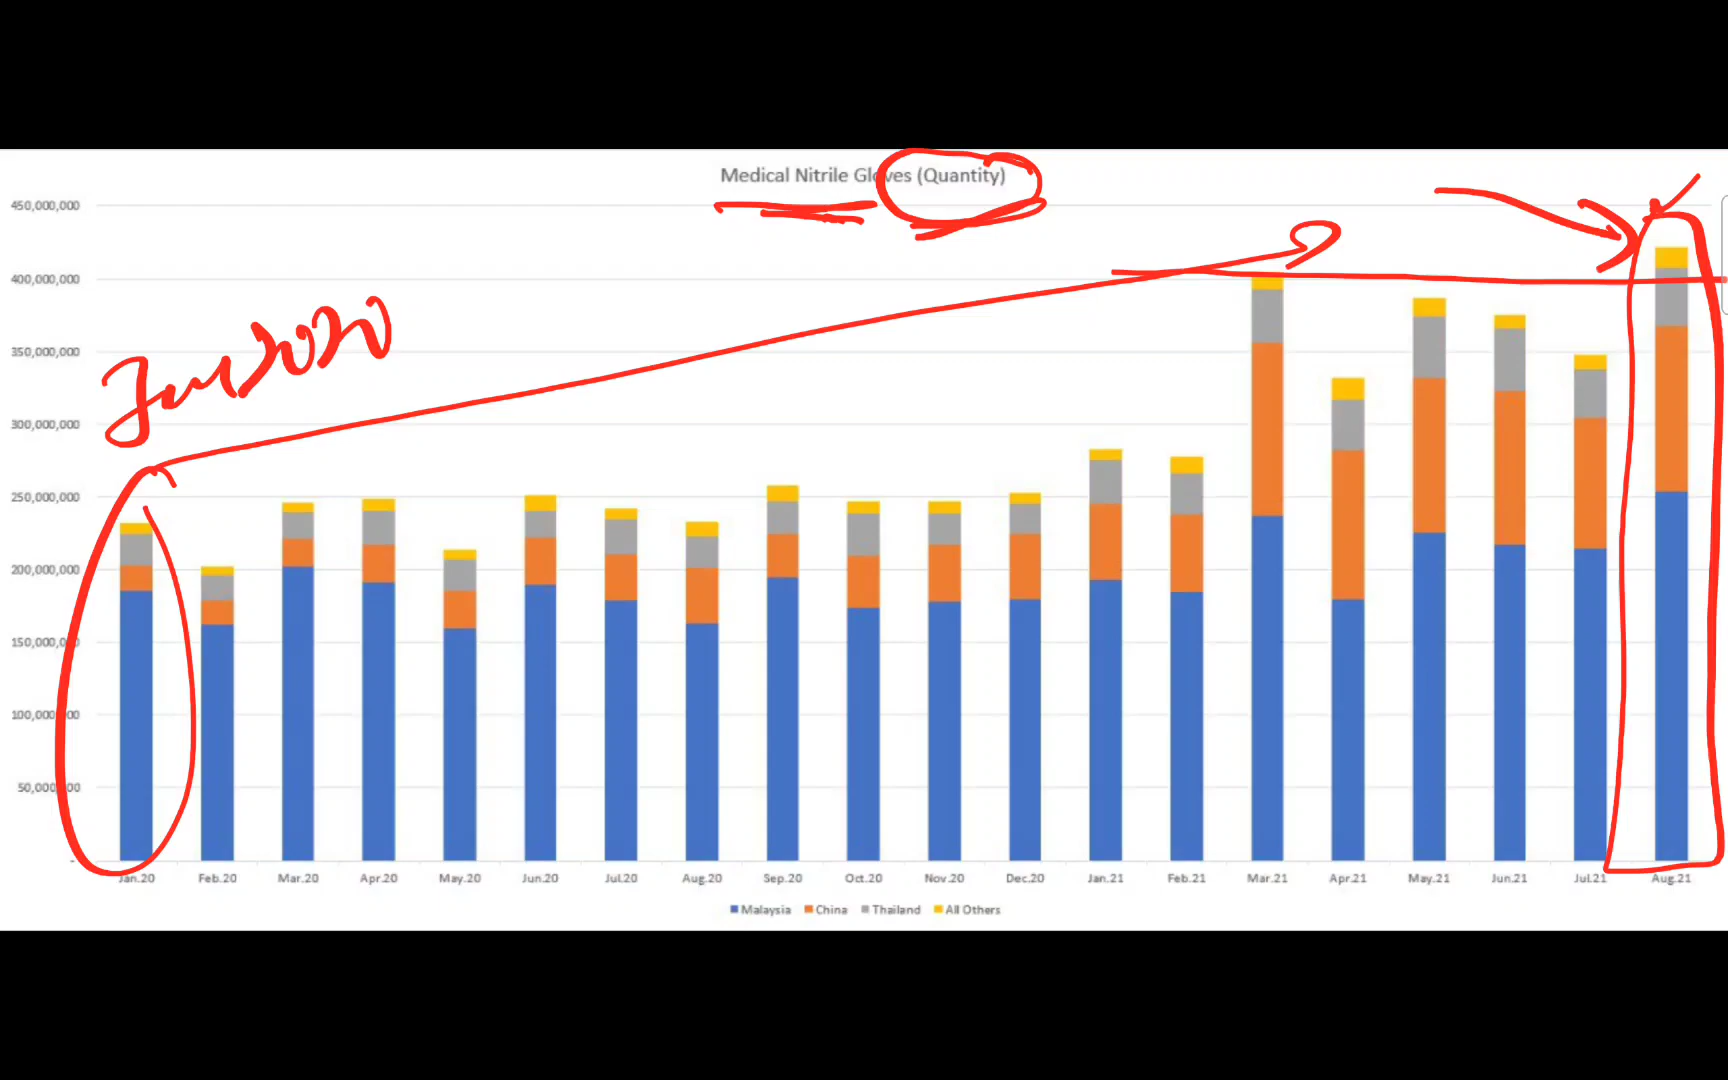 Medical Nitrile Gloves (Quantity)
450,000,000
400,000,000
350,000,000
300,000,000
250,000,000
200,000,000
150,000,000
100,000,000
50,000,000
-
Jan 2020
Jan.20 Feb.20 Mar.20 Apr.20 May.20 Jun.20 Jul.20 Aug.20 Sep.20 Oct.20 Nov.20 Dec.20 Jan.21 Feb.21 Mar.21 Apr.21 May.21 Jun.21 Jul.21 Aug.21
Malaysia China Thailand All Others